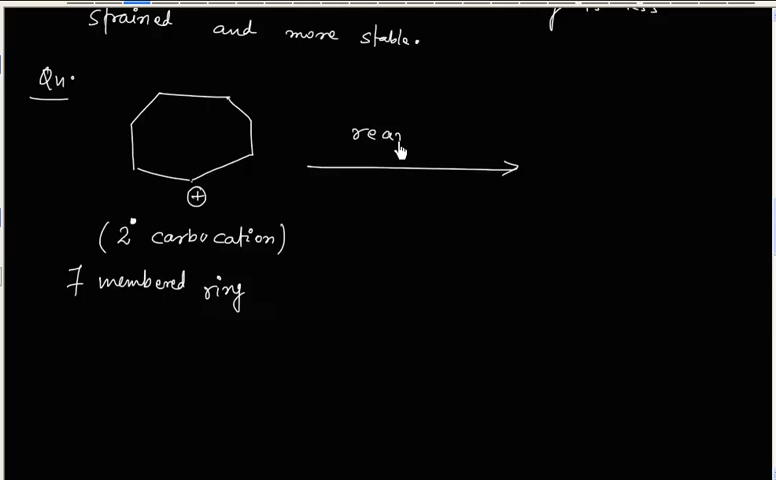 strained and more stable.
Qn.
rear
+
(2° carbocation)
7 membered ring